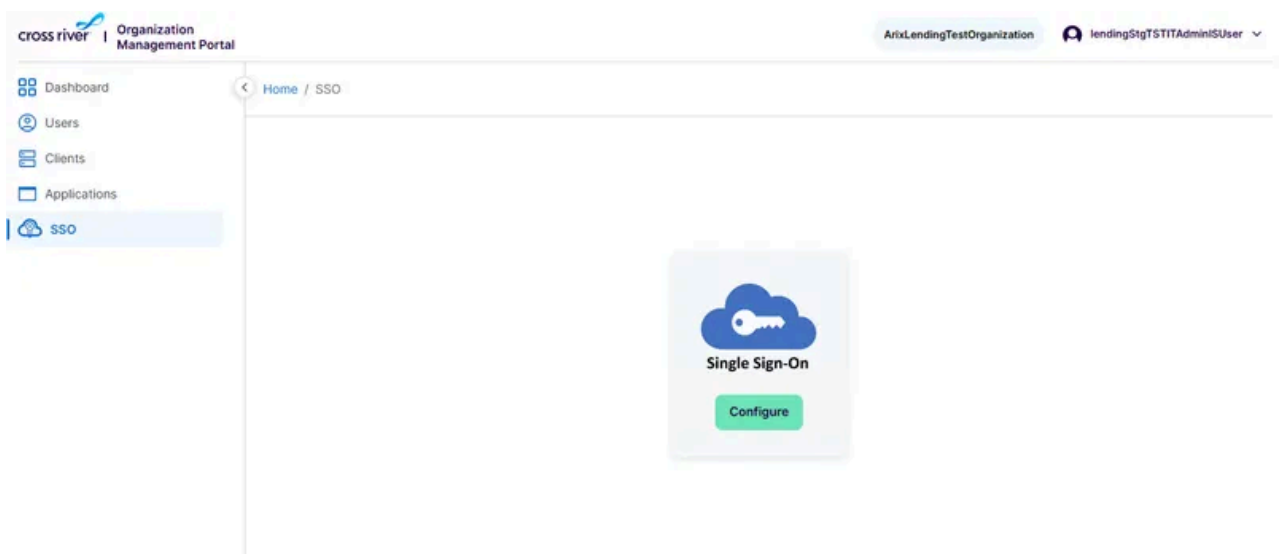 cross river | Organization
Management Portal
ArixLendingTestOrganization
lendingStgTSTITAdminISUser
Dashboard
Home / SSO
Users
Clients
Applications
SSO
Single Sign-On
Configure